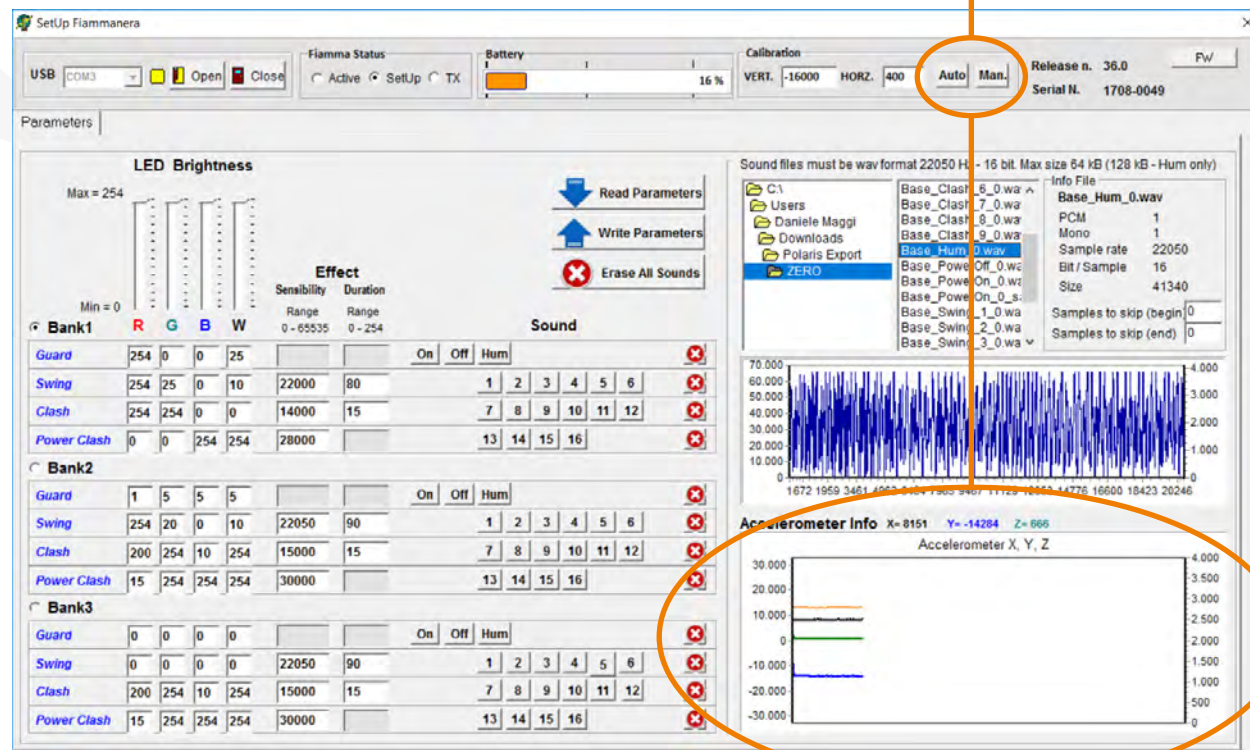 SetUp Fiammanera
USB COM3 Open Close
Fiamma Status
Active SetUp TX
Battery
16 %
Calibration
VERT. -16000 HORZ. 400 Auto Man.
Release n. 36.0
Serial N. 1708-0049
FW
Parameters
LED Brightness
Max = 254
Min = 0
Read Parameters
Write Parameters
Erase All Sounds
Effect
Sensibility Duration
Range Range
0 - 65535 0 - 254
Sound
Bank1 R G B W
Guard 254 0 0 25 On Off Hum
Swing 254 25 0 10 22000 80 1 2 3 4 5 6
Clash 254 254 0 0 14000 15 7 8 9 10 11 12
Power Clash 0 0 254 254 28000 13 14 15 16
Bank2
Guard 1 5 5 5 On Off Hum
Swing 254 20 0 10 22050 90 1 2 3 4 5 6
Clash 200 254 10 254 15000 15 7 8 9 10 11 12
Power Clash 15 254 254 254 30000 13 14 15 16
Bank3
Guard 0 0 0 0 On Off Hum
Swing 0 0 0 0 22050 90 1 2 3 4 5 6
Clash 200 254 10 254 15000 15 7 8 9 10 11 12
Power Clash 15 254 254 254 30000 13 14 15 16
Sound files must be wav format 22050 Hz - 16 bit. Max size 64 kB (128 kB - Hum only)
C:\
Users
Daniele Maggi
Downloads
Polaris Export
ZERO
Base_Clash_6_0.wa
Base_Clash_7_0.wa
Base_Clash_8_0.wa
Base_Clash_9_0.wa
Base_Hum_0.wav
Base_PowerOff_0.wa
Base_PowerOn_0.wa
Base_PowerOn_0_s
Base_Swing_1_0.wa
Base_Swing_2_0.wa
Base_Swing_3_0.wa
Info File
Base_Hum_0.wav
PCM 1
Mono 1
Sample rate 22050
Bit / Sample 16
Size 41340
Samples to skip (begin) 0
Samples to skip (end) 0
70.000
60.000
50.000
40.000
30.000
20.000
10.000
0
4.000
3.000
2.000
1.000
0
1672 1959 3461 7965 9467 11129 14776 16600 18423 20246
Accelerometer Info X= 8151 Y= -14284 Z= 666
Accelerometer X, Y, Z
30.000
20.000
10.000
0
-10.000
-20.000
-30.000
4.000
3.500
3.000
2.500
2.000
1.500
1.000
500
0